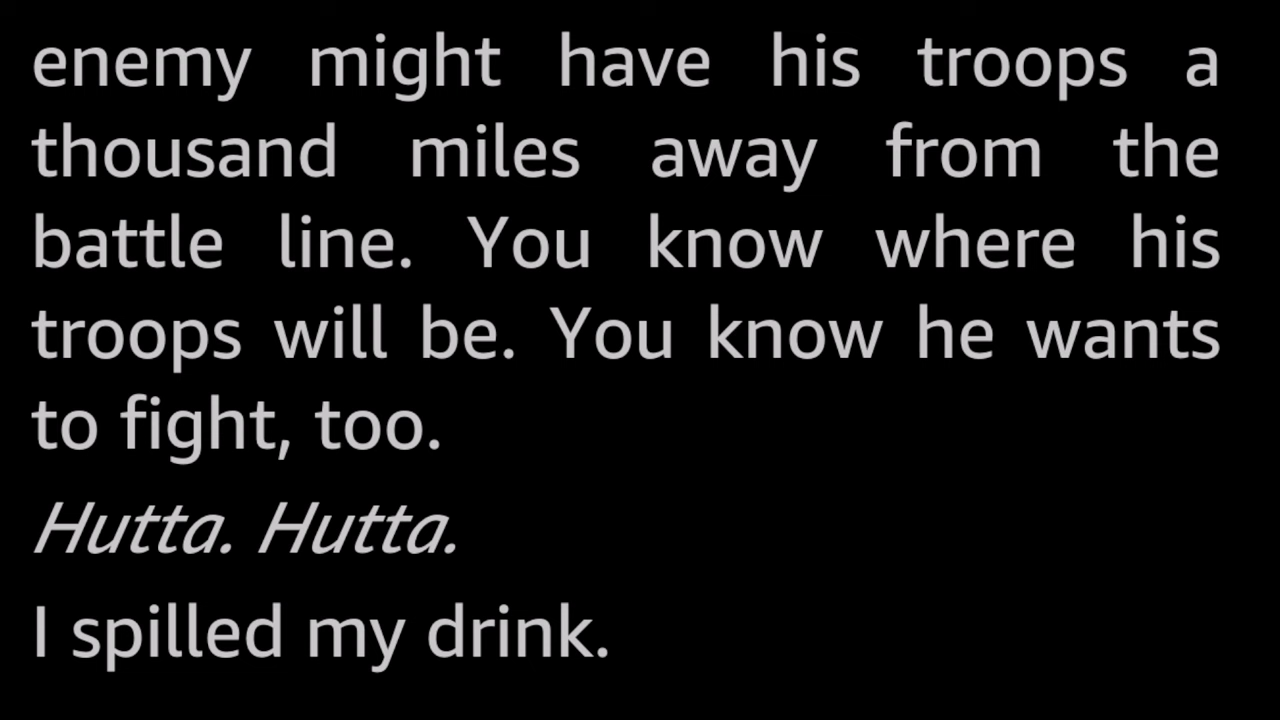 enemy might have his troops a
thousand miles away from the
battle line. You know where his
troops will be. You know he wants
to fight, too.
Hutta. Hutta.
I spilled my drink.